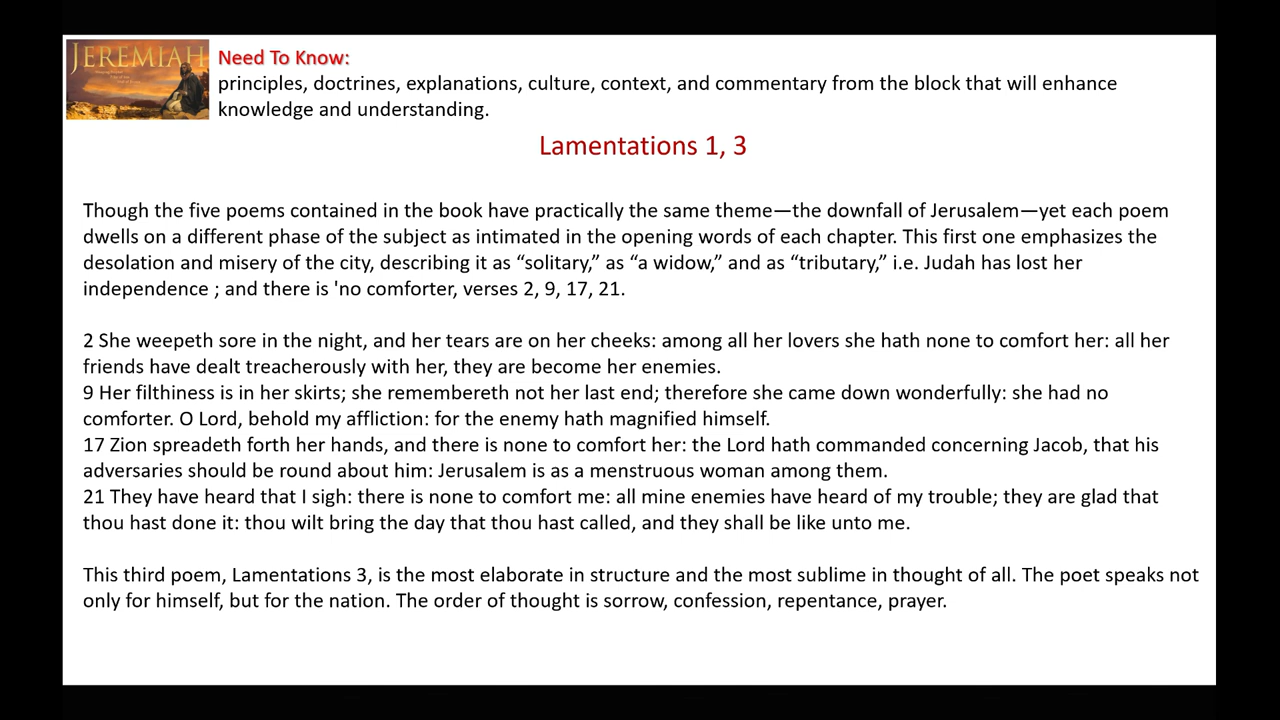 JEREMIAH
Need To Know:
principles, doctrines, explanations, culture, context, and commentary from the block that will enhance
knowledge and understanding.
Lamentations 1, 3
Though the five poems contained in the book have practically the same theme—the downfall of Jerusalem—yet each poem
dwells on a different phase of the subject as intimated in the opening words of each chapter. This first one emphasizes the
desolation and misery of the city, describing it as “solitary,” as “a widow,” and as “tributary,” i.e. Judah has lost her
independence ; and there is 'no comforter, verses 2, 9, 17, 21.
2 She weepeth sore in the night, and her tears are on her cheeks: among all her lovers she hath none to comfort her: all her
friends have dealt treacherously with her, they are become her enemies.
9 Her filthiness is in her skirts; she remembereth not her last end; therefore she came down wonderfully: she had no
comforter. O Lord, behold my affliction: for the enemy hath magnified himself.
17 Zion spreadeth forth her hands, and there is none to comfort her: the Lord hath commanded concerning Jacob, that his
adversaries should be round about him: Jerusalem is as a menstruous woman among them.
21 They have heard that I sigh: there is none to comfort me: all mine enemies have heard of my trouble; they are glad that
thou hast done it: thou wilt bring the day that thou hast called, and they shall be like unto me.
This third poem, Lamentations 3, is the most elaborate in structure and the most sublime in thought of all. The poet speaks not
only for himself, but for the nation. The order of thought is sorrow, confession, repentance, prayer.